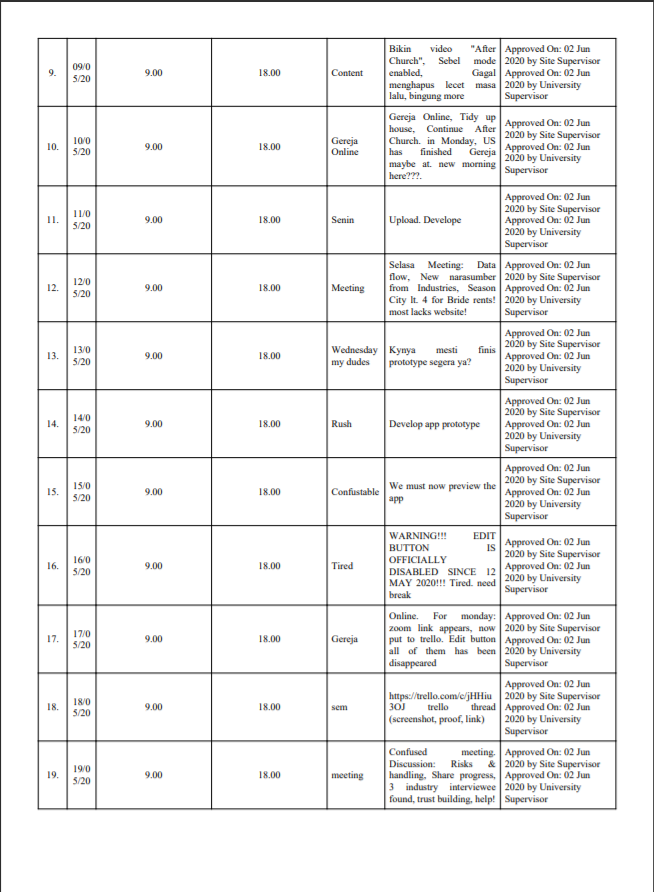 9. 09/0 9.00 18.00 Content Bikin video "After Approved On: 02 Jun
5/20 Church", Sebel mode 2020 by Site Supervisor
enabled, Gagal Approved On: 02 Jun
menghapus lecet masa 2020 by University
lalu, bingung more Supervisor
10. 10/0 9.00 18.00 Gereja Gereja Online, Tidy up Approved On: 02 Jun
5/20 Online house, Continue After 2020 by Site Supervisor
Church. in Monday, US Approved On: 02 Jun
has finished Gereja 2020 by University
maybe at. new morning Supervisor
here???.
11. 11/0 9.00 18.00 Senin Upload. Develope Approved On: 02 Jun
5/20 2020 by Site Supervisor
Approved On: 02 Jun
2020 by University
Supervisor
12. 12/0 9.00 18.00 Meeting Selasa Meeting: Data Approved On: 02 Jun
5/20 flow, New narasumber 2020 by Site Supervisor
from Industries, Season Approved On: 02 Jun
City lt. 4 for Bride rents! 2020 by University
most lacks website! Supervisor
13. 13/0 9.00 18.00 Wednesday Kynya mesti finis Approved On: 02 Jun
5/20 my dudes prototype segera ya? 2020 by Site Supervisor
Approved On: 02 Jun
2020 by University
Supervisor
14. 14/0 9.00 18.00 Rush Develop app prototype Approved On: 02 Jun
5/20 2020 by Site Supervisor
Approved On: 02 Jun
2020 by University
Supervisor
15. 15/0 9.00 18.00 Confustable We must now preview the Approved On: 02 Jun
5/20 app 2020 by Site Supervisor
Approved On: 02 Jun
2020 by University
Supervisor
16. 16/0 9.00 18.00 Tired WARNING!!! EDIT Approved On: 02 Jun
5/20 BUTTON IS 2020 by Site Supervisor
OFFICIALLY Approved On: 02 Jun
DISABLED SINCE 12 2020 by University
MAY 2020!!! Tired. need Supervisor
break
17. 17/0 9.00 18.00 Gereja Online. For monday: Approved On: 02 Jun
5/20 zoom link appears, now 2020 by Site Supervisor
put to trello. Edit button Approved On: 02 Jun
all of them has been 2020 by University
disappeared Supervisor
18. 18/0 9.00 18.00 sem https://trello.com/c/jHHiu Approved On: 02 Jun
5/20 3OJ trello thread 2020 by Site Supervisor
(screenshot, proof, link) Approved On: 02 Jun
2020 by University
Supervisor
19. 19/0 9.00 18.00 meeting Confused meeting. Approved On: 02 Jun
5/20 Discussion: Risks & 2020 by Site Supervisor
handling, Share progress, Approved On: 02 Jun
3 industry interviewee 2020 by University
found, trust building, help! Supervisor